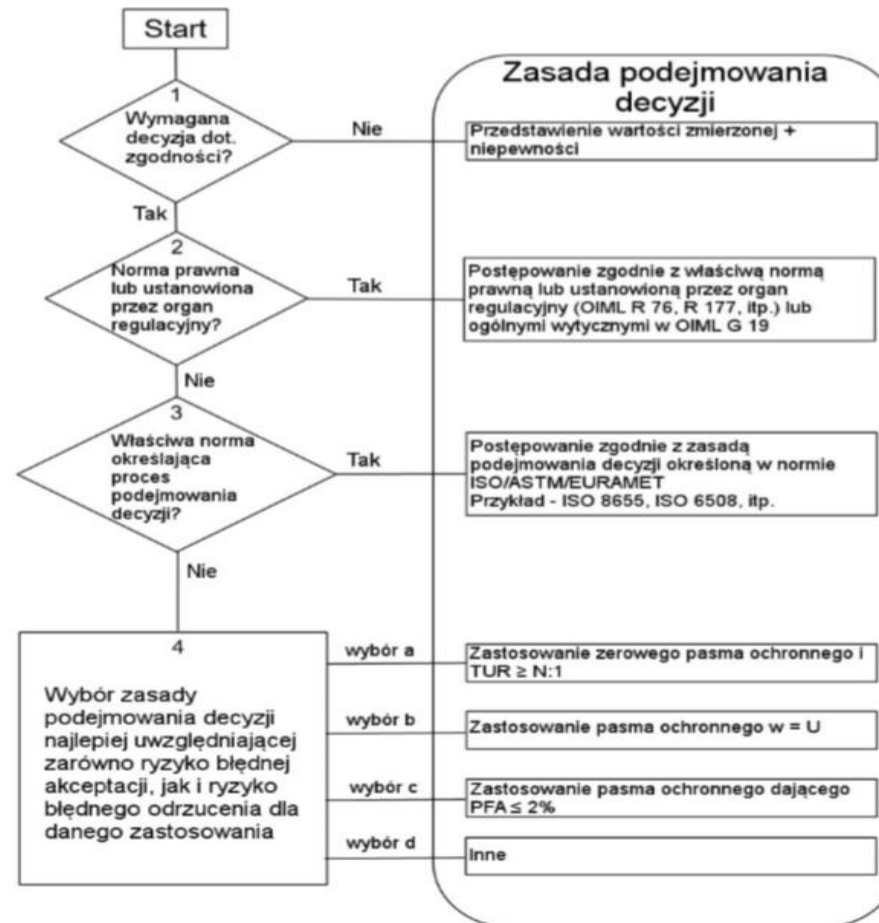 Start
Zasada podejmowania
decyzji
1
Wymagana
decyzja dot.
zgodności?
Nie
Przedstawienie wartości zmierzonej +
niepewności
Tak
2
Norma prawna
lub ustanowiona
przez organ
regulacyjny?
Tak
Postępowanie zgodnie z właściwą normą
prawną lub ustanowioną przez organ
regulacyjny (OIML R 76, R 177, itp.) lub
ogólnymi wytycznymi w OIML G 19
Nie
3
Właściwa norma
określająca
proces
podejmowania
decyzji?
Tak
Postępowanie zgodnie z zasadą
podejmowania decyzji określoną w normie
ISO/ASTM/EURAMET
Przykład - ISO 8655, ISO 6508, itp.
Nie
4
Wybór zasady
podejmowania decyzji
najlepiej uwzględniającej
zarówno ryzyko błędnej
akceptacji, jak i ryzyko
błędnego odrzucenia dla
danego zastosowania
wybór a
Zastosowanie zerowego pasma ochronnego i
TUR ≥ N:1
wybór b
Zastosowanie pasma ochronnego w = U
wybór c
Zastosowanie pasma ochronnego dającego
PFA ≤ 2%
wybór d
Inne